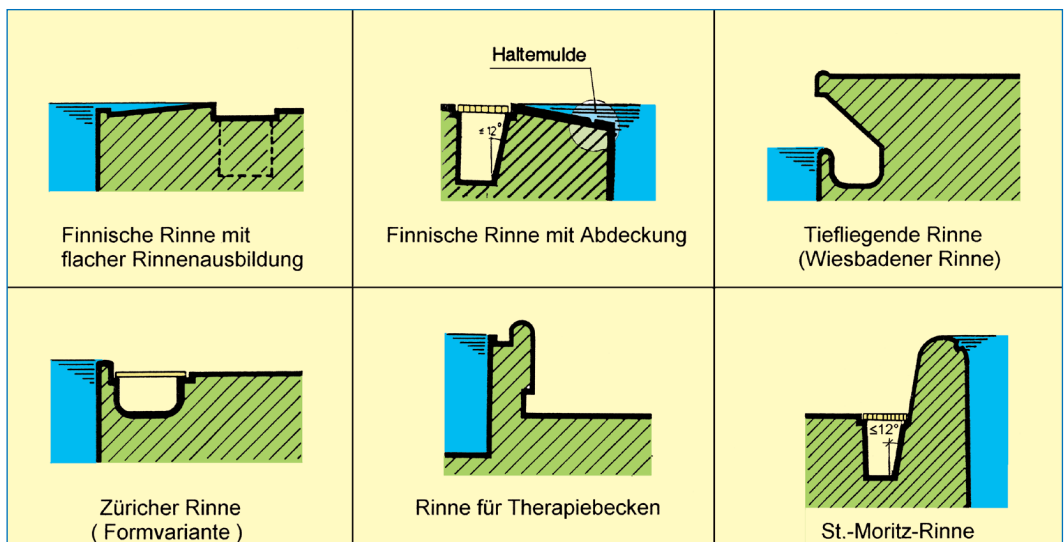 Haltemulde
≤ 12°
Finnische Rinne mit
flacher Rinnenausbildung
Finnische Rinne mit Abdeckung
Tiefliegende Rinne
(Wiesbadener Rinne)
≤12°
Züricher Rinne
( Formvariante )
Rinne für Therapiebecken
St.-Moritz-Rinne